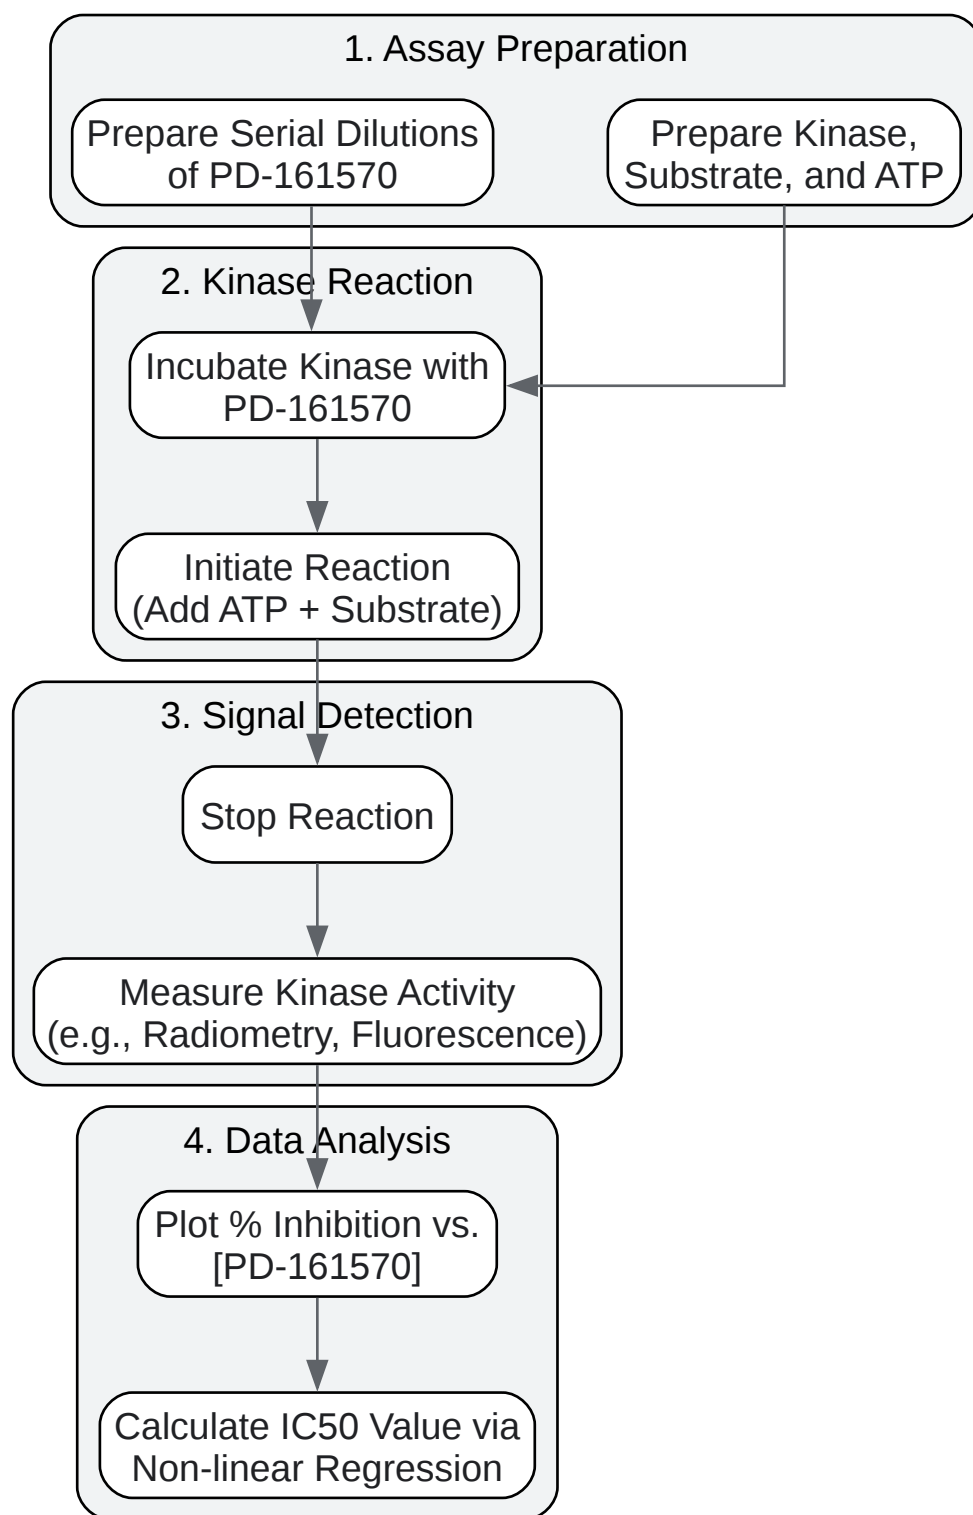 1. Assay Preparation
Prepare Serial Dilutions
of PD-161570
Prepare Kinase,
Substrate, and ATP
2. Kinase Reaction
Incubate Kinase with
PD-161570
Initiate Reaction
(Add ATP + Substrate)
3. Signal Detection
Stop Reaction
Measure Kinase Activity
(e.g., Radiometry, Fluorescence)
4. Data Analysis
Plot % Inhibition vs.
[PD-161570]
Calculate IC50 Value via
Non-linear Regression